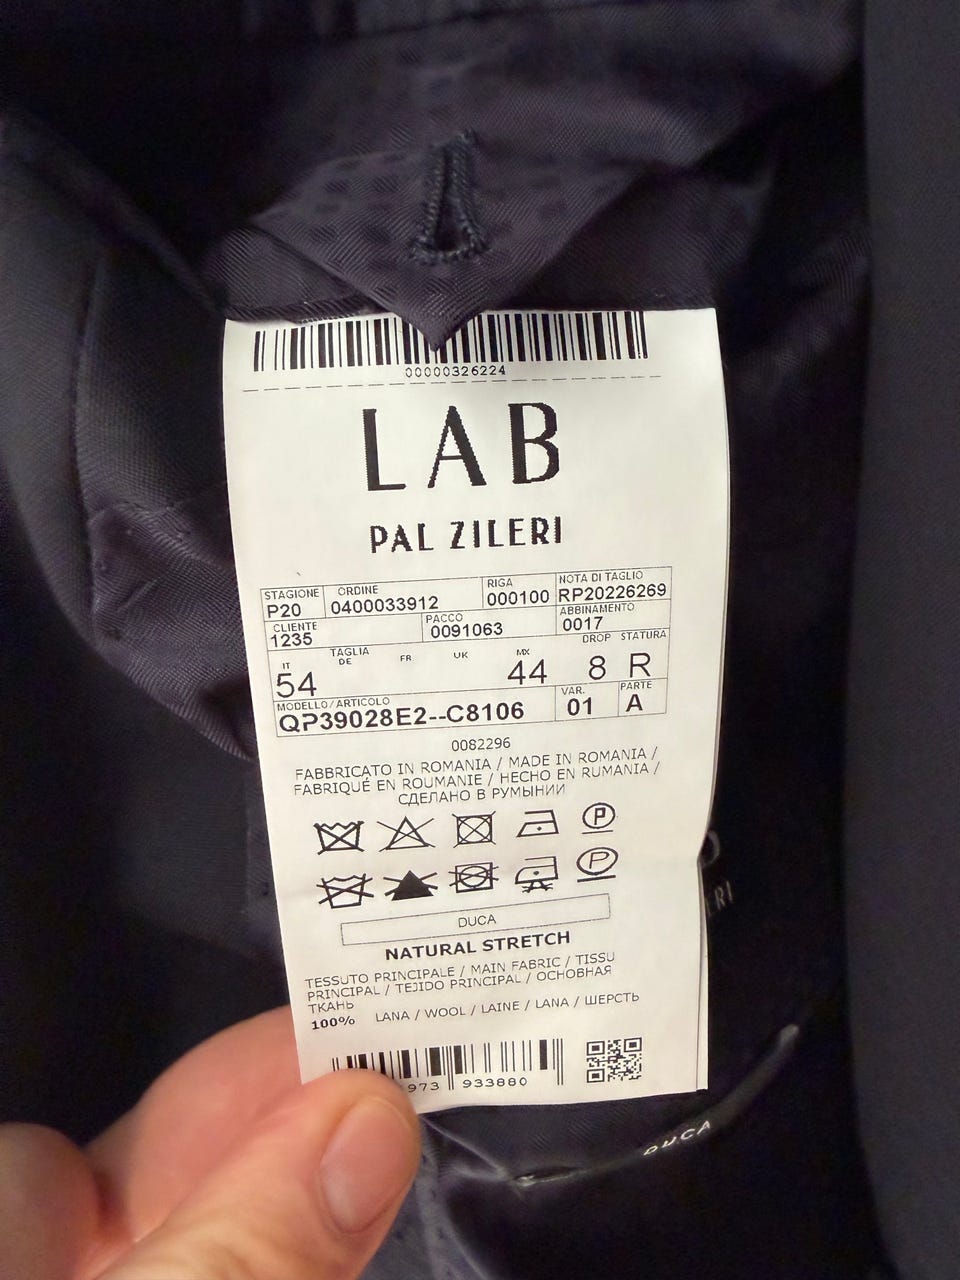 00000326224
LAB
PAL ZILERI
STAGIONE ORDINE RIGA NOTA DI TAGLIO
P20 0400033912 000100 RP20226269
CLIENTE PACCO ABBINAMENTO
1235 0091063 0017
IT TAGLIA DE FR UK MX DROP STATURA
54 44 8 R
MODELLO/ARTICOLO VAR. PARTE
QP39028E2--C8106 01 A
0082296
FABBRICATO IN ROMANIA / MADE IN ROMANIA /
FABRIQUÉ EN ROUMANIE / HECHO EN RUMANIA /
СДЕЛАНО В РУМЫНИИ
P
P
DUCA
NATURAL STRETCH
TESSUTO PRINCIPALE / MAIN FABRIC / TISSU
PRINCIPAL / TEJIDO PRINCIPAL / ОСНОВНАЯ
ТКАНЬ
100% LANA / WOOL / LAINE / LANA / ШЕРСТЬ
973 933880
DUCA